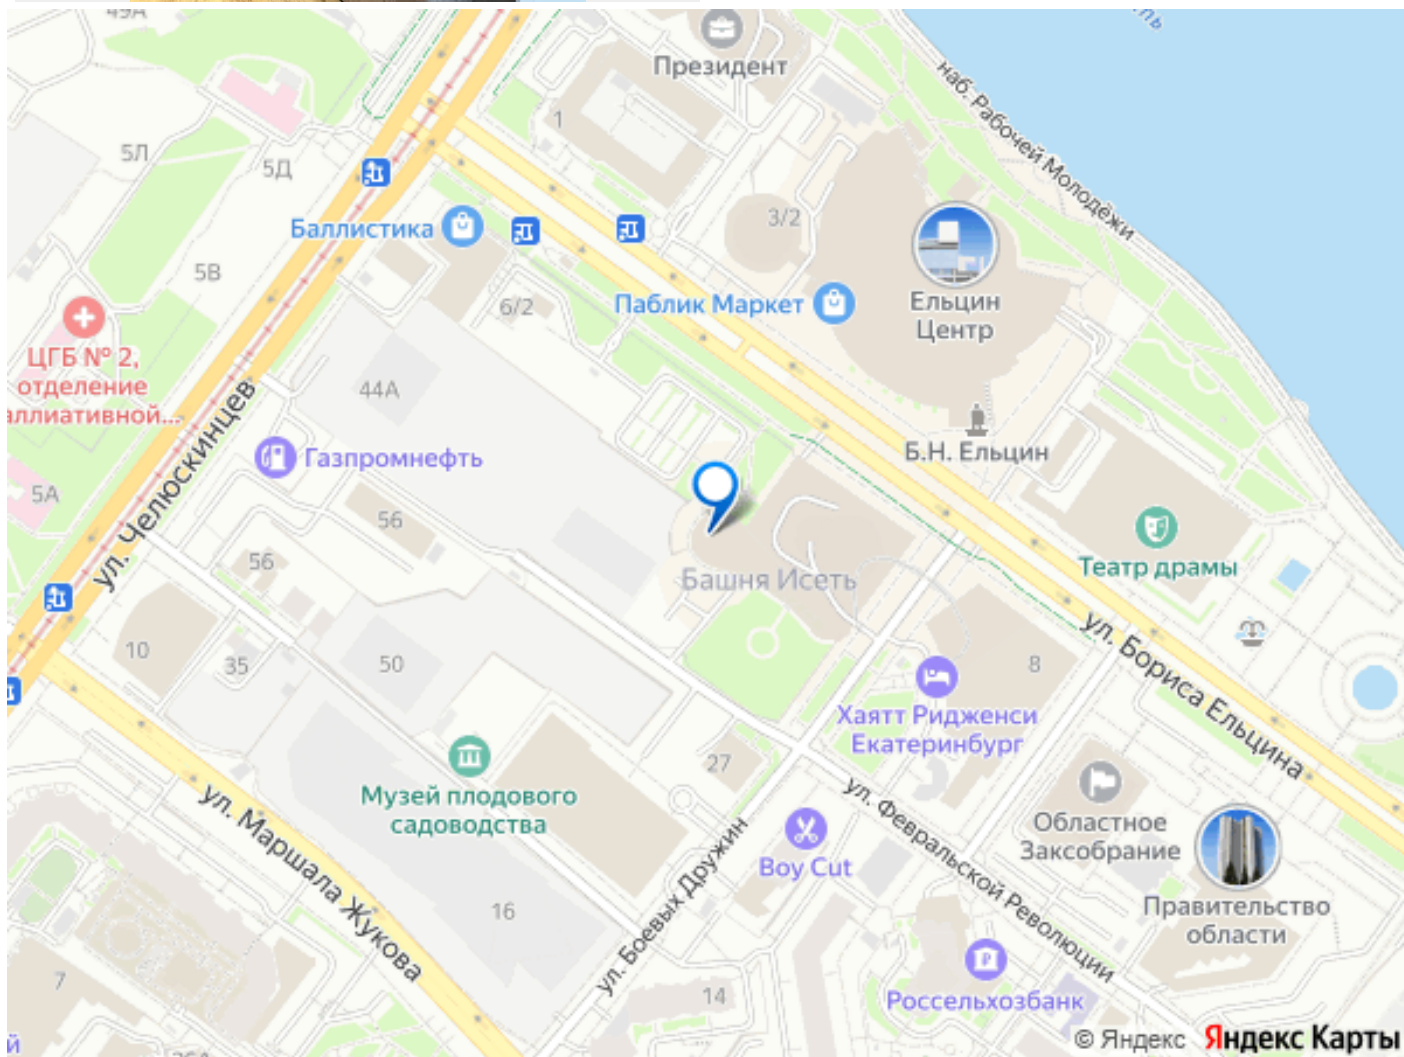 49А
Президент
1
наб. Рабочей Молодёжи
5Л
5Д
Баллистика
3/2
5В
6/2
Паблик Маркет
Ельцин
Центр
ЦГБ № 2,
отделение
аллиативной...
44А
ул. Челюскинцев
Газпромнефть
Б.Н. Ельцин
5А
56
56
Башня Исеть
Театр драмы
ул. Бориса Ельцина
10
35
50
8
Хаятт Ридженси
Екатеринбург
27
Музей плодового
садоводства
ул. Маршала Жукова
ул. Февральской Революции
Областное
Заксобрание
Boy Cut
ул. Боевых Дружин
16
Правительство
области
7
14
Россельхозбанк
й
© Яндекс Яндекс Карты